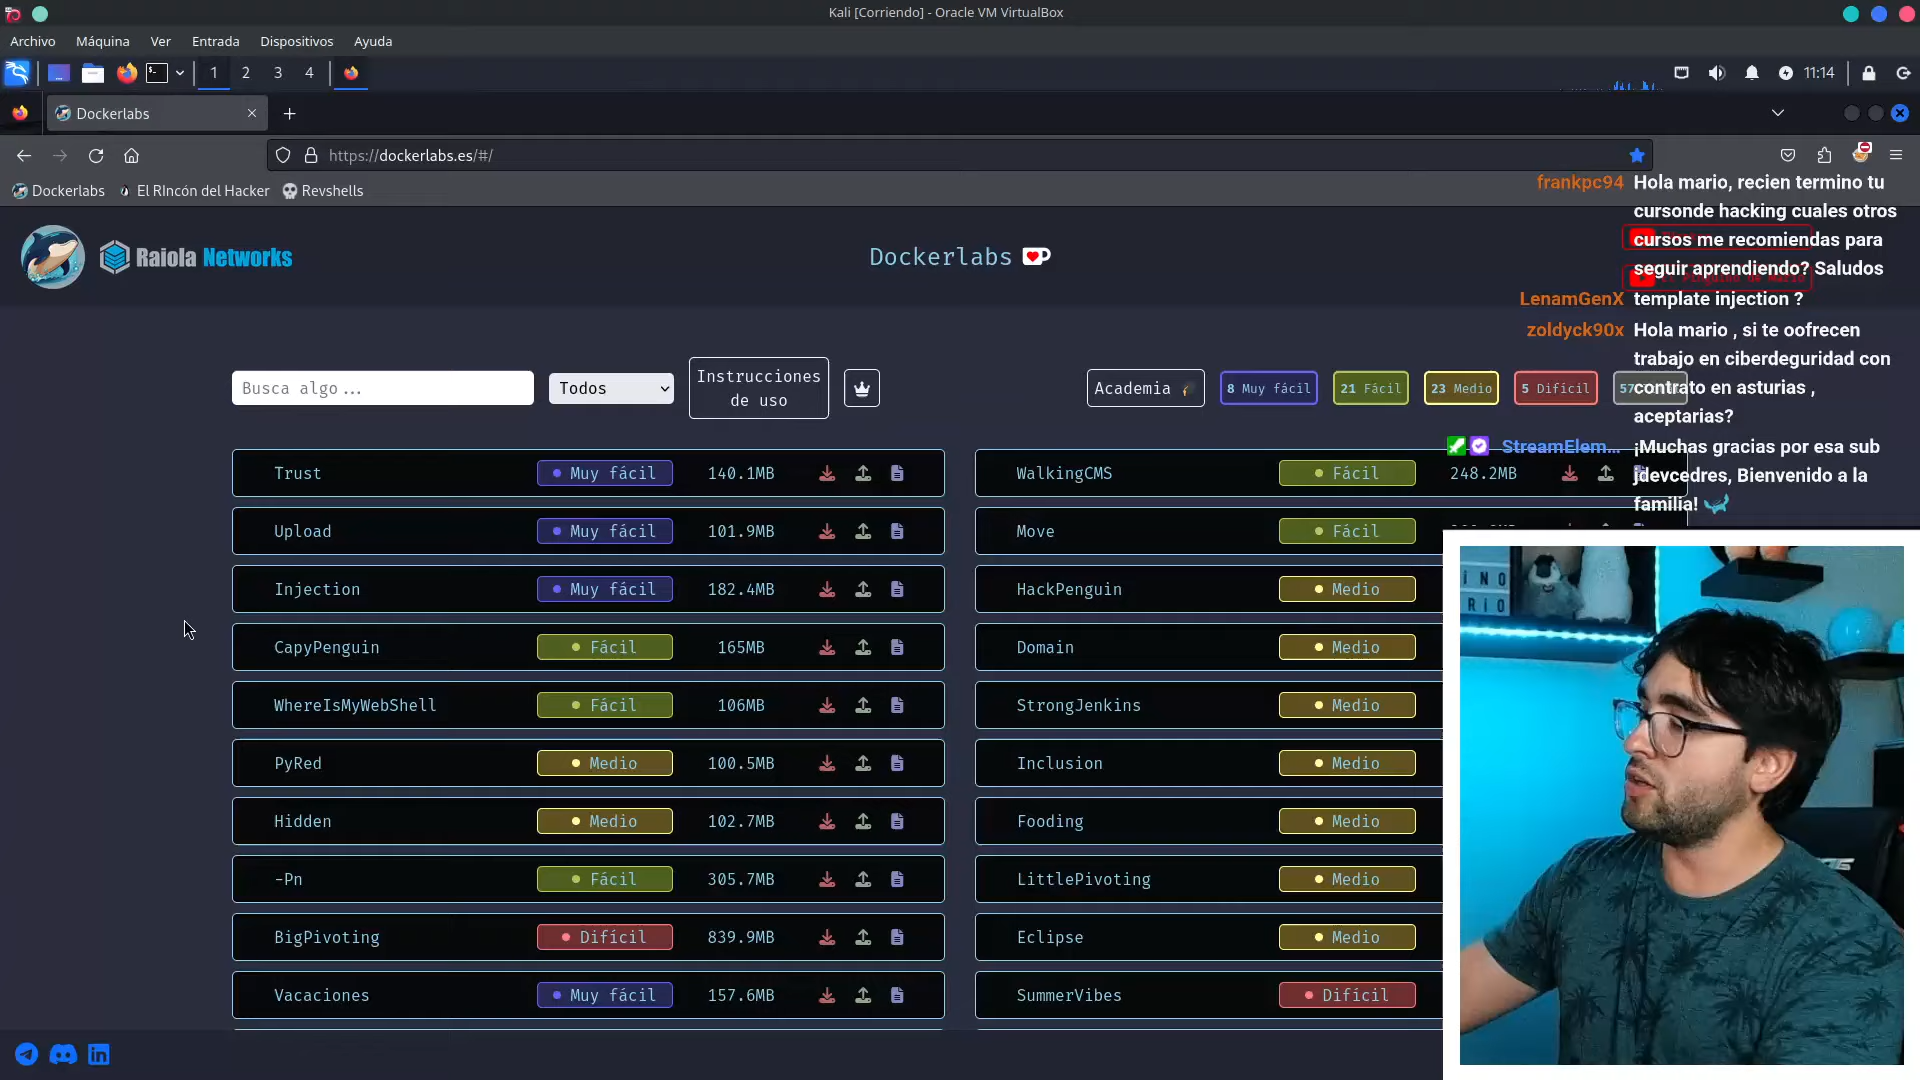 Kali [Corriendo] - Oracle VM VirtualBox
Archivo Máquina Ver Entrada Dispositivos Ayuda
1 2 3 4 11:14
Dockerlabs
https://dockerlabs.es/#/
Dockerlabs El RIncón del Hacker Revshells
Raiola Networks
Dockerlabs
frankpc94 Hola mario, recien termino tu
cursonde hacking cuales otros
cursos me recomiendas para
seguir aprendiendo? Saludos
LenamGenX template injection ?
zoldyck90x Hola mario , si te oofrecen
trabajo en ciberdeguridad con
contrato en asturias ,
aceptarias?
StreamElem... ¡Muchas gracias por esa sub
jdevcedres, Bienvenido a la
familia!
Busca algo ...
Todos
Instrucciones
de uso
Academia
8 Muy fácil
21 Fácil
23 Medio
5 Difícil
57
Trust Muy fácil 140.1MB
WalkingCMS Fácil 248.2MB
Upload Muy fácil 101.9MB
Move Fácil
Injection Muy fácil 182.4MB
HackPenguin Medio
CapyPenguin Fácil 165MB
Domain Medio
WhereIsMyWebShell Fácil 106MB
StrongJenkins Medio
PyRed Medio 100.5MB
Inclusion Medio
Hidden Medio 102.7MB
Fooding Medio
-Pn Fácil 305.7MB
LittlePivoting Medio
BigPivoting Difícil 839.9MB
Eclipse Medio
Vacaciones Muy fácil 157.6MB
SummerVibes Difícil